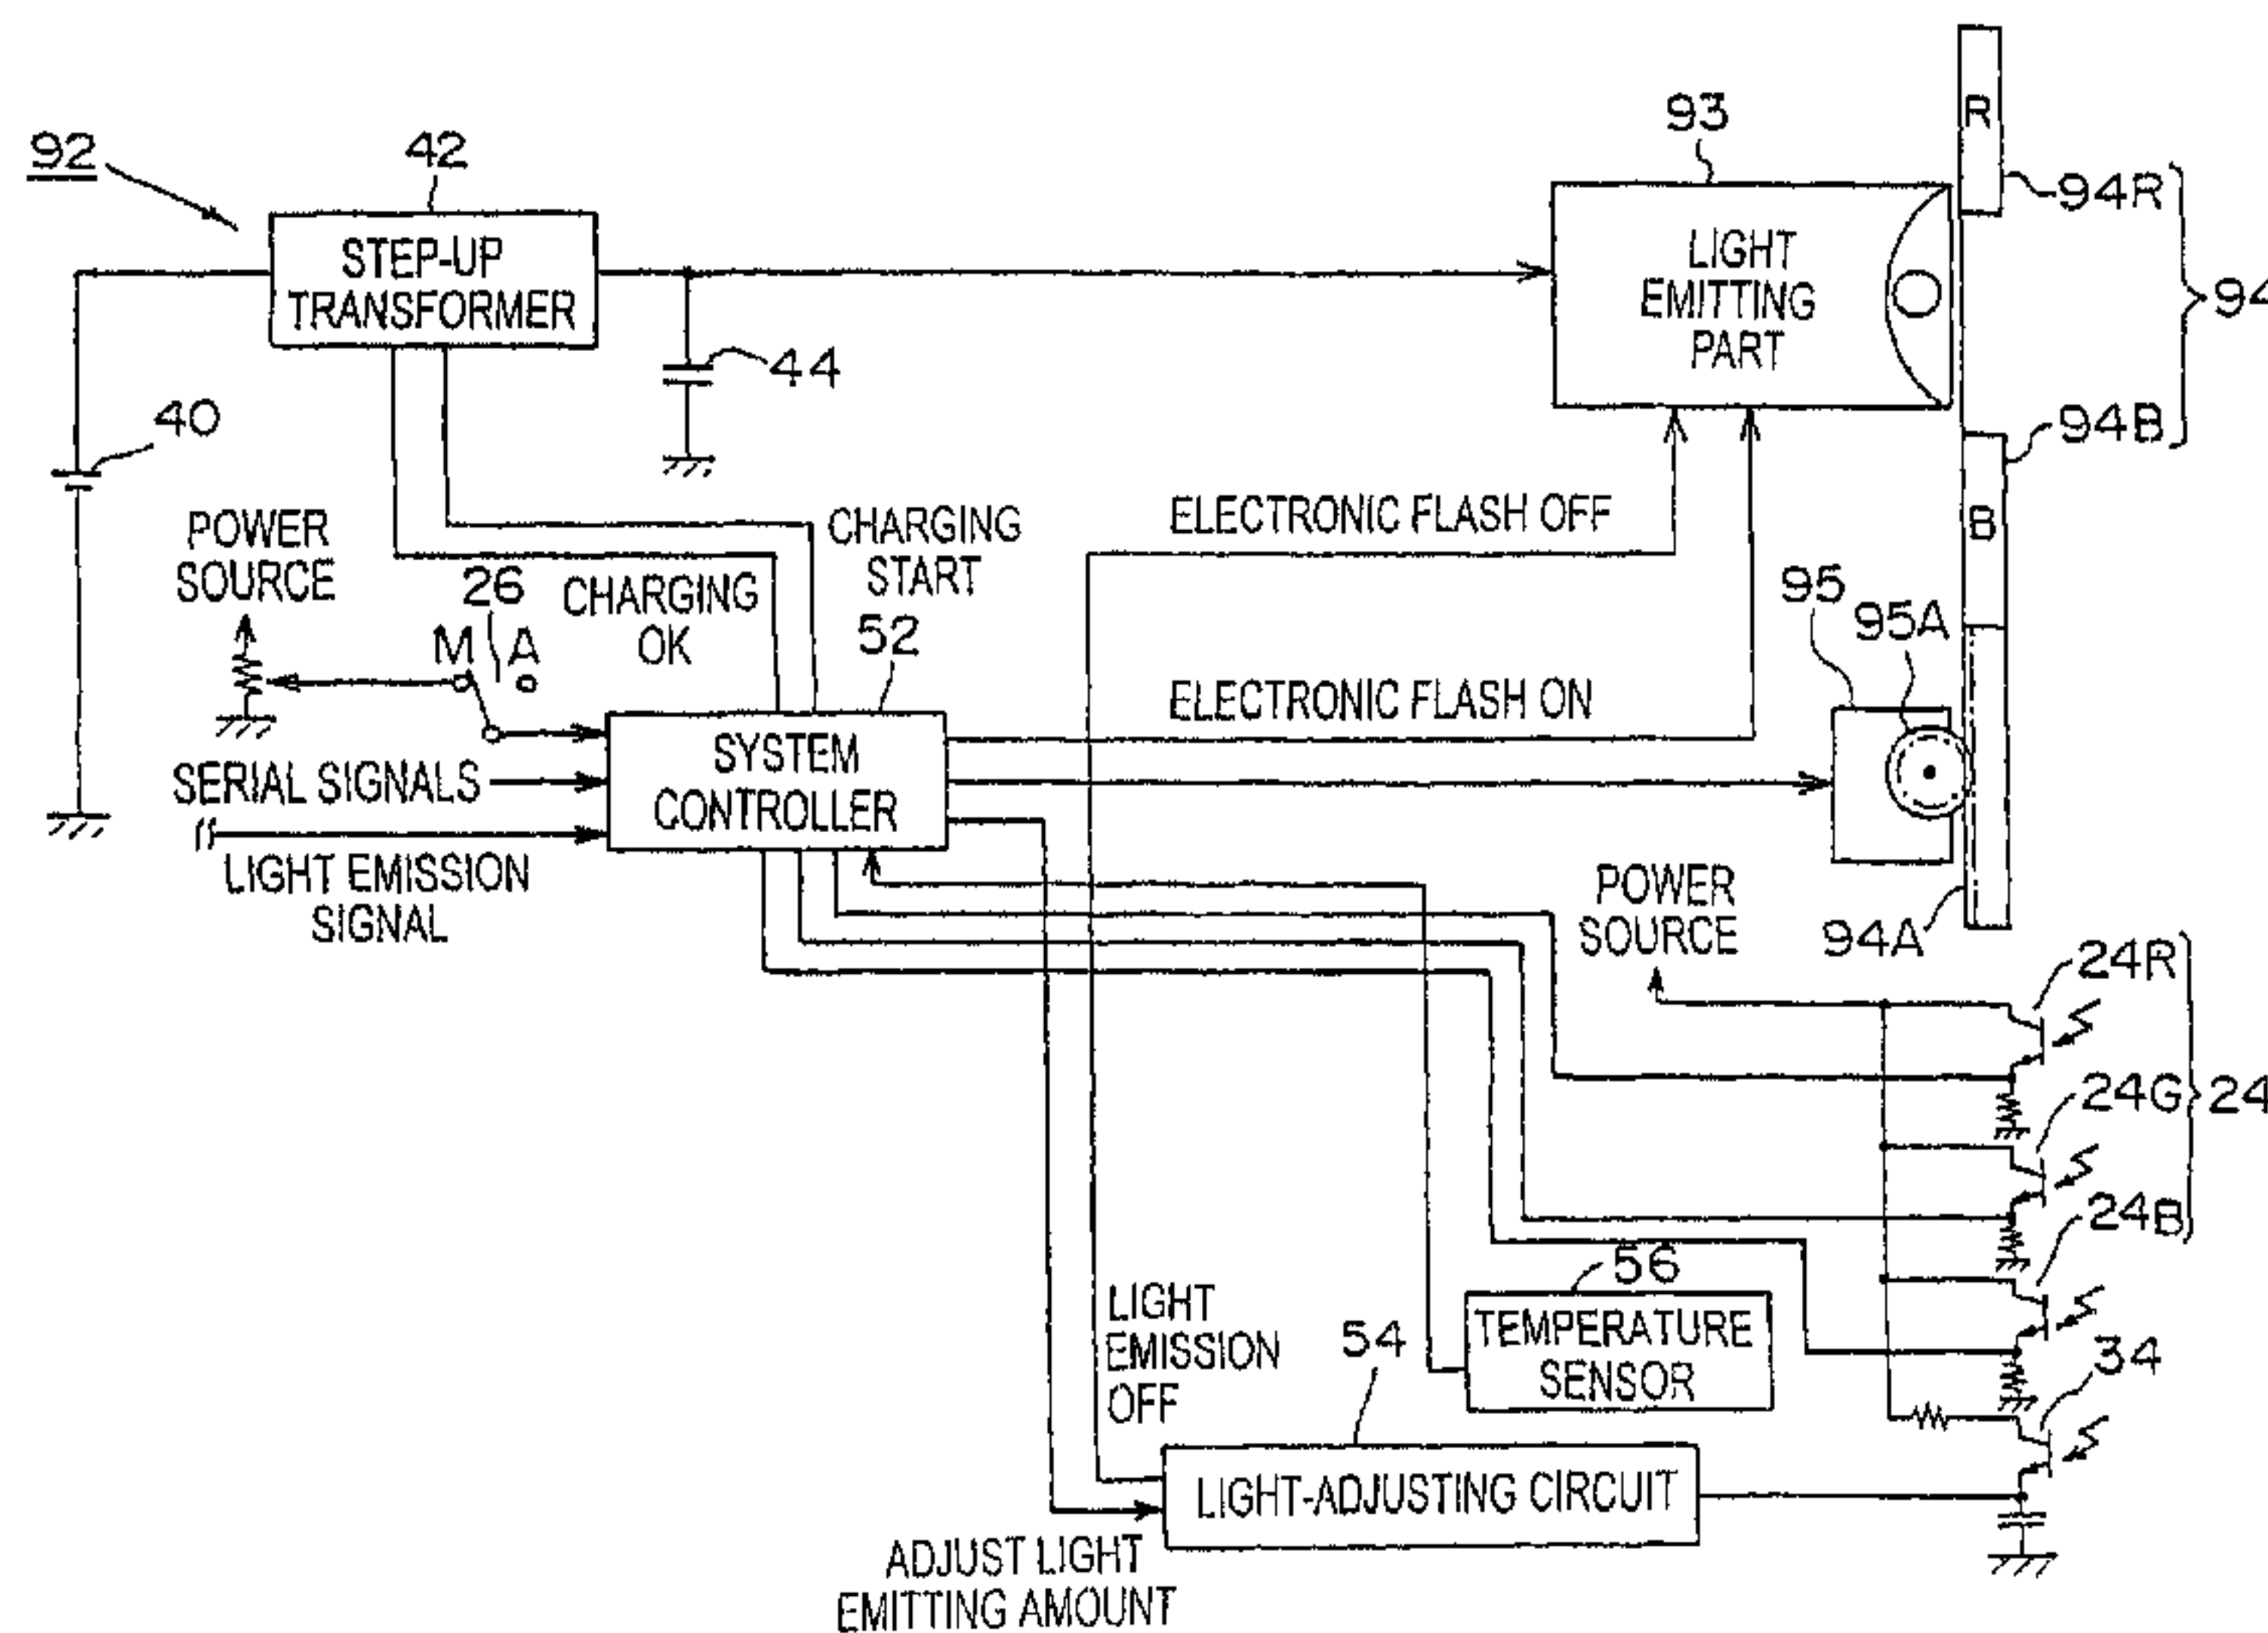 92
42
STEP-UP
TRANSFORMER
44
40
93
LIGHT
EMITTING
PART
R
94R
94
94B
B
POWER
SOURCE
M 26 A
CHARGING
OK
CHARGING
START
52
ELECTRONIC FLASH OFF
ELECTRONIC FLASH ON
95
95A
94A
SYSTEM
CONTROLLER
SERIAL SIGNALS
LIGHT EMISSION
SIGNAL
POWER
SOURCE
24R
24G
24
24B
34
LIGHT
EMISSION
OFF
56
TEMPERATURE
SENSOR
54
LIGHT-ADJUSTING CIRCUIT
ADJUST LIGHT
EMITTING AMOUNT